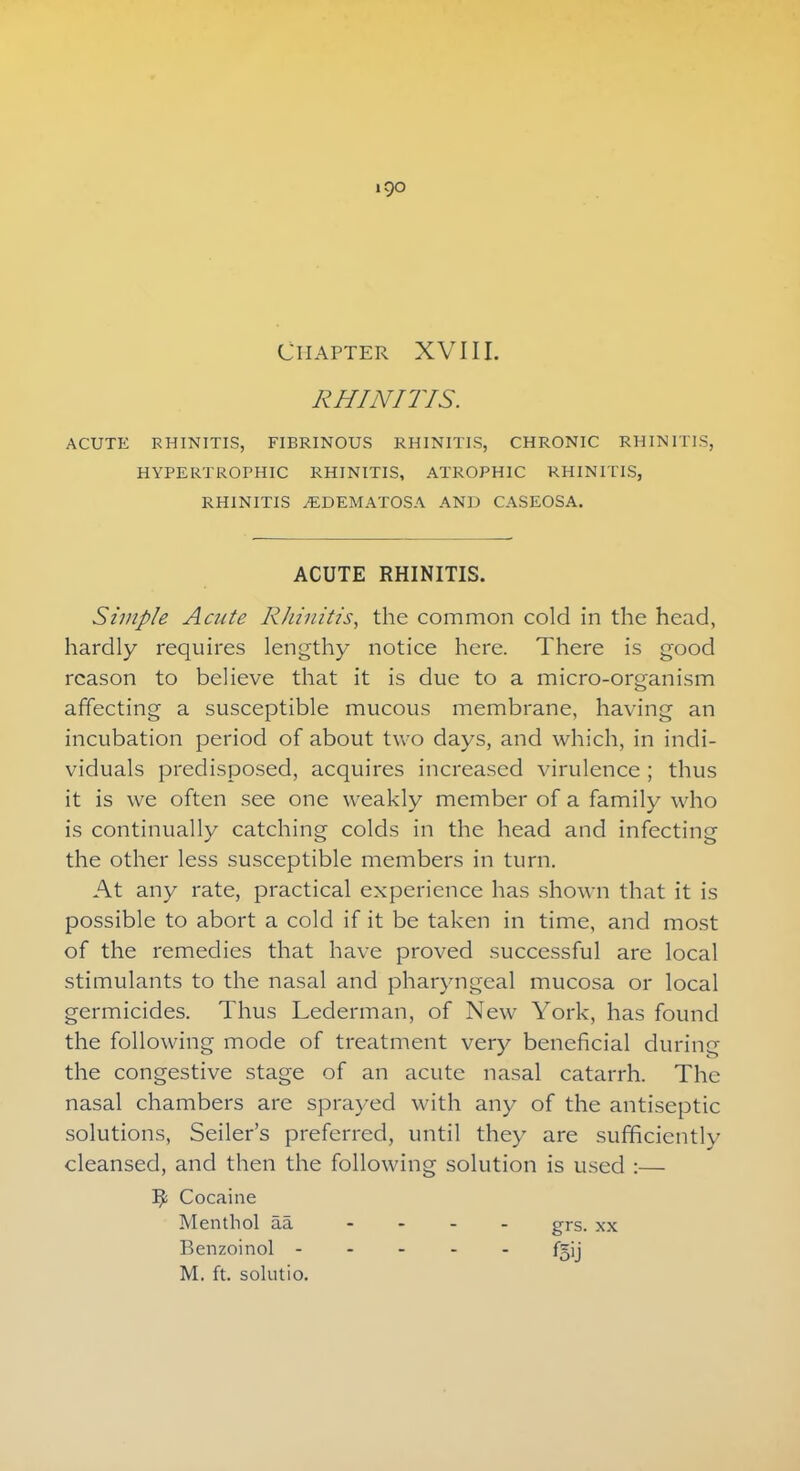 190
CHAPTER XVIII.
RHINITIS.
ACUTE RHINITIS, FIBRINOUS RHINITIS, CHRONIC RHINITIS,
HYPERTROPHIC RHINITIS, ATROPHIC RHINITIS,
RHINITIS ÆDEMATOSA AND CASEOSA.
ACUTE RHINITIS.
Simple Acute Rhinitis, the common cold in the head,
hardly requires lengthy notice here. There is good
reason to believe that it is due to a micro-organism
affecting a susceptible mucous membrane, having an
incubation period of about two days, and which, in indi-
viduals predisposed, acquires increased virulence ; thus
it is we often see one weakly member of a family who
is continually catching colds in the head and infecting
the other less susceptible members in turn.
At any rate, practical experience has shown that it is
possible to abort a cold if it be taken in time, and most
of the remedies that have proved successful are local
stimulants to the nasal and pharyngeal mucosa or local
germicides. Thus Lederman, of New York, has found
the following mode of treatment very beneficial during
the congestive stage of an acute nasal catarrh. The
nasal chambers are sprayed with any of the antiseptic
solutions, Seiler's preferred, until they are sufficiently
cleansed, and then the following solution is used :—
℞ Cocaine
Menthol āā - - - - grs. xx
Benzoinol - - - - - f℥ij
M. ft. solutio.